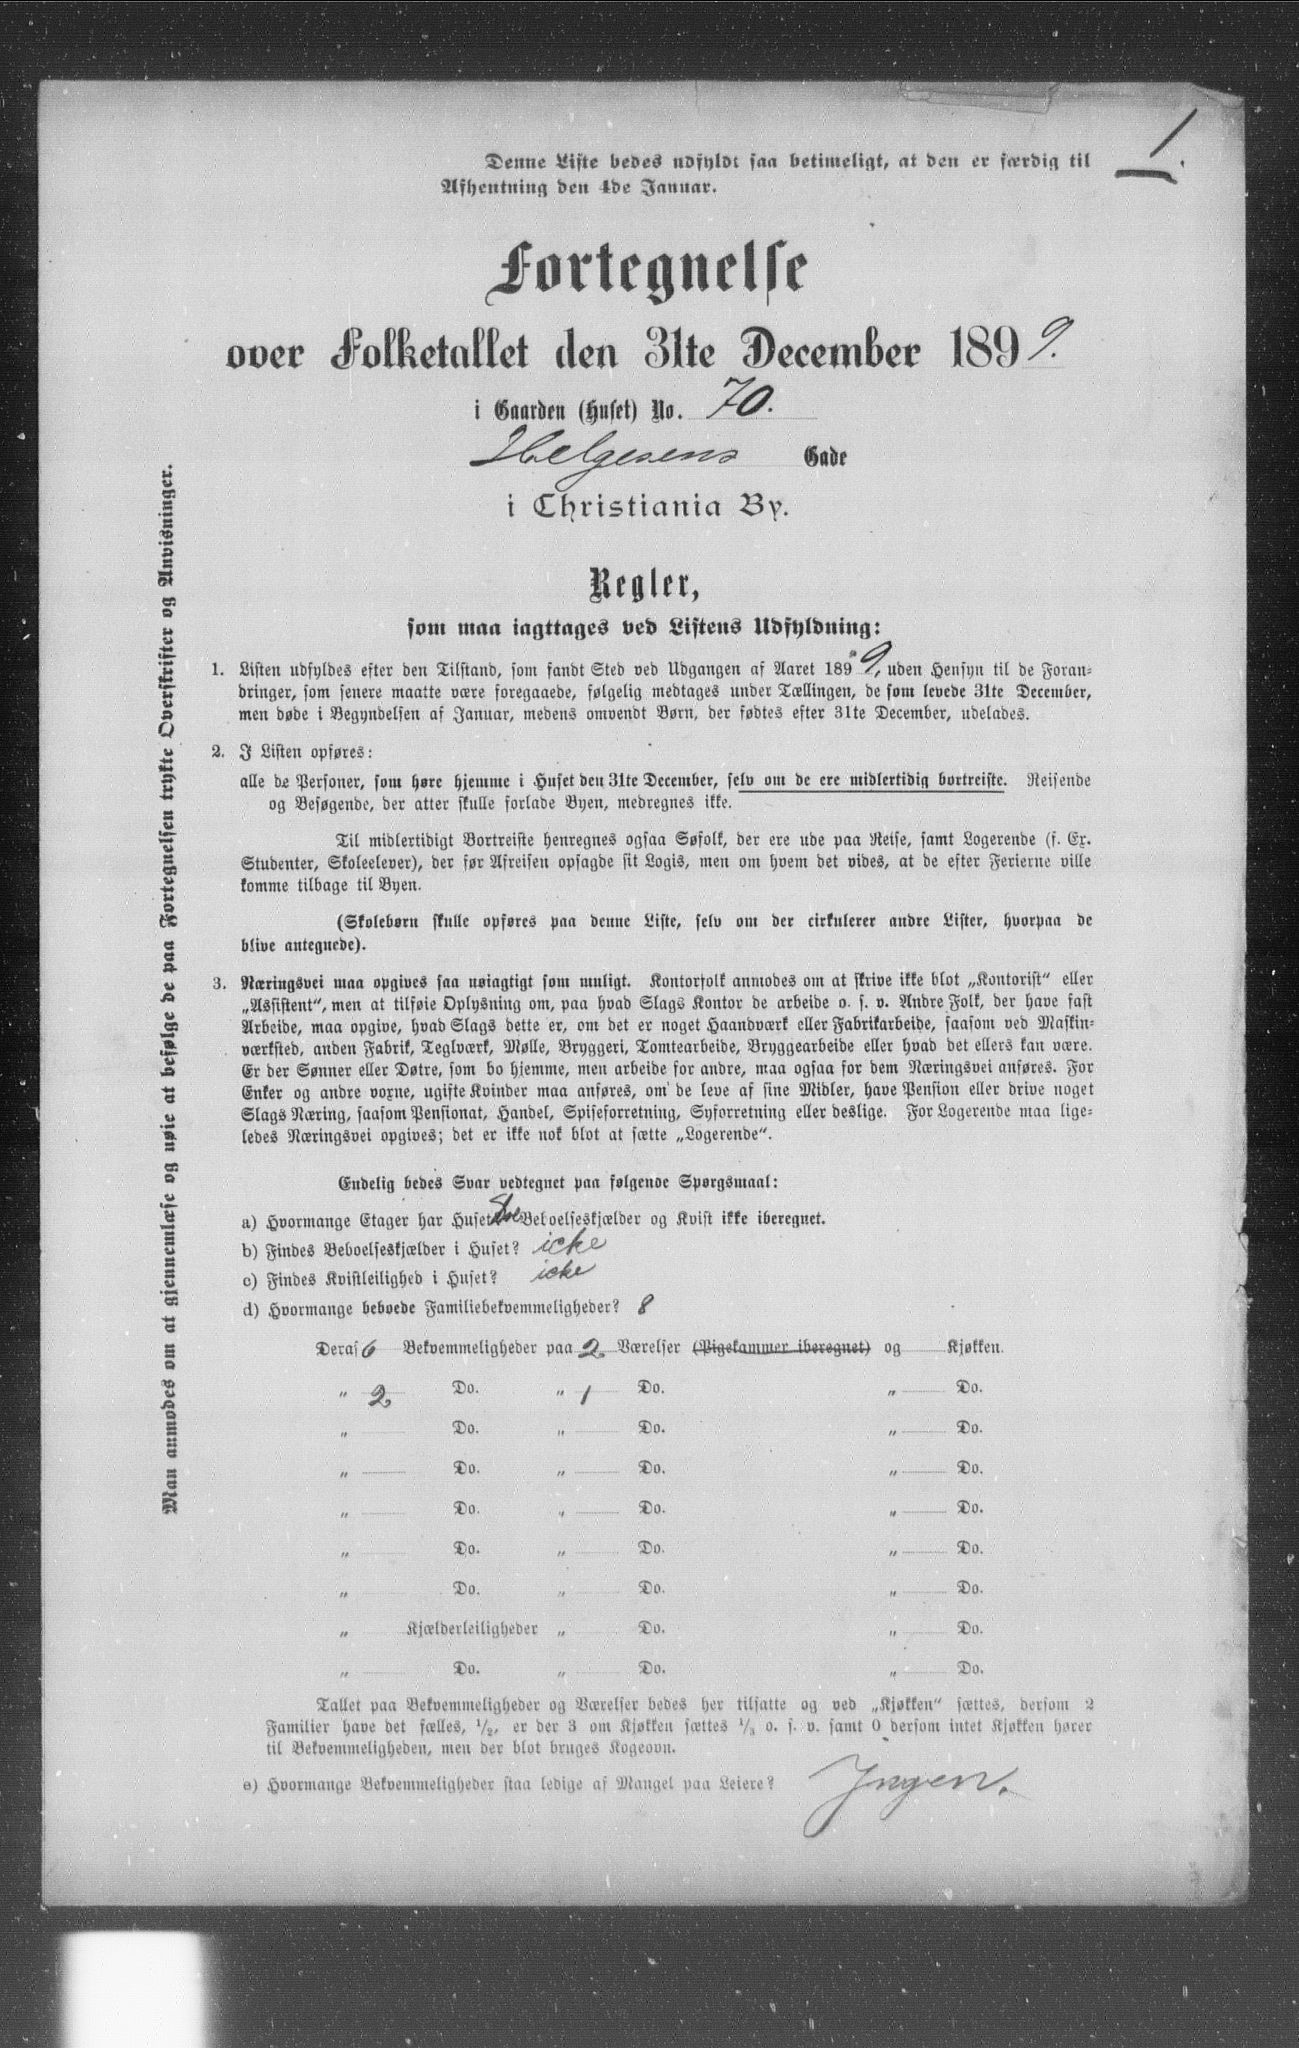 1.
Denne Liste bedes udfyldt saa betimeligt, at den er færdig til
Afhentning den 4de Januar.
Fortegnelse
over Folketallet den 31te December 1899.
i Gaarden (Huset) No. 70.
Helgesens Gade
i Christiania By.
Regler,
som maa iagttages ved Listens Udfyldning:
1. Listen udfyldes efter den Tilstand, som fandt Sted ved Udgangen af Aaret 1899, uden Hensyn til de Foran-
dringer, som senere maatte være foregaaede, følgelig medtages under Tællingen, de som levede 31te December,
men døde i Begyndelsen af Januar, medens omvendt Børn, der fødtes efter 31te December, udelades.
2. I Listen opføres:
alle de Personer, som høre hjemme i Huset den 31te December, selv om de ere midlertidig bortreiste. Reisende
og Besøgende, der atter skulle forlade Byen, medregnes ikke.
Til midlertidigt Bortreiste henregnes ogsaa Søfolk, der ere ude paa Reise, samt Logerende (f. Ex.
Studenter, Skoleelever), der før Afreisen opsagde sit Logis, men om hvem det vides, at de efter Ferierne ville
komme tilbage til Byen.
(Skolebørn skulle opføres paa denne Liste, selv om der cirkulerer andre Lister, hvorpaa de
blive antegnede).
3. Næringsvei maa opgives saa nøiagtigt som muligt. Kontorfolk anmodes om at skrive ikke blot „Kontorist" eller
„Assistent", men at tilføie Oplysning om, paa hvad Slags Kontor de arbeide o. s. v. Andre Folk, der have fast
Arbeide, maa opgive, hvad Slags dette er, om det er noget Haandværk eller Fabrikarbeide, saasom ved Maskin-
værksted, anden Fabrik, Teglværk, Mølle, Bryggeri, Tomtearbeide, Bryggearbeide eller hvad det ellers kan være.
Er der Sønner eller Døtre, som bo hjemme, men arbeide for andre, maa ogsaa for dem Næringsvei anføres. For
Enker og andre voxne, ugifte Kvinder maa anføres, om de leve af sine Midler, have Pension eller drive noget
Slags Næring, saasom Pensionat, Handel, Spiseforretning, Syforretning eller deslige. For Logerende maa lige-
ledes Næringsvei opgives; det er ikke nok blot at sætte „Logerende".
Endelig bedes Svar vedtegnet paa følgende Spørgsmaal:
a) Hvormange Etager har Huset Beboelseskjælder og Kvist ikke iberegnet.
b) Findes Beboelseskjælder i Huset? icke
c) Findes Kvistleilighed i Huset? icke
d) Hvormange beboede Familiebekvemmeligheder? 8
Deraf 6 Bekvemmeligheder paa 2 Værelser (Pigekammer iberegnet) og Kjøkken.
„ 2 Do. „ 1 Do. „ Do.
„ Do. „ Do. „ Do.
„ Do. „ Do. „ Do.
„ Do. „ Do. „ Do.
„ Do. „ Do. „ Do.
„ Do. „ Do. „ Do.
„ Kjælderleiligheder „ Do. „ Do.
„ Do. „ Do. „ Do.
Tallet paa Bekvemmeligheder og Værelser bedes her tilsatte og ved „Kjøkken" sættes, dersom 2
Familier have det fælles, 1/2, er der 3 om Kjøkken sættes 1/3 o. s. v. samt 0 dersom intet Kjøkken hører
til Bekvemmeligheden, men der blot bruges Kogeovn.
e) Hvormange Bekvemmeligheder staa ledige af Mangel paa Leiere? Ingen.
Man anmodes om at gjennemlæse og nøie at befølge de paa Fortegnelsen trykte Overskrifter og Anvisninger.